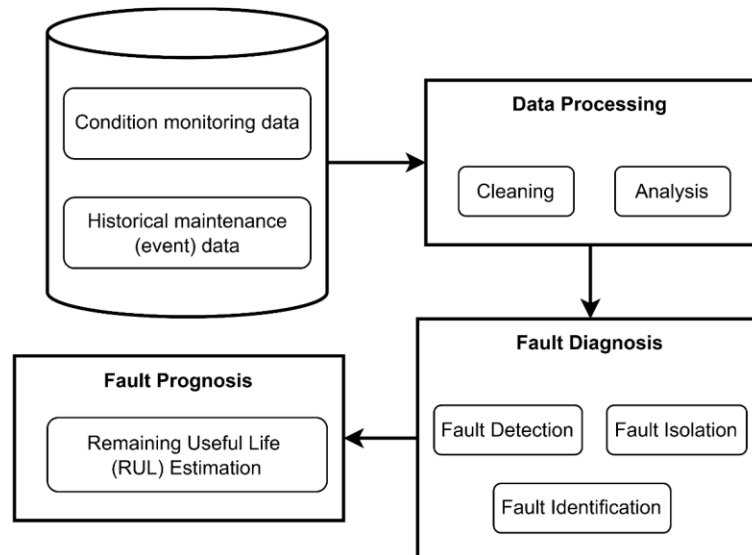 Condition monitoring data
Historical maintenance
(event) data
Data Processing
Cleaning
Analysis
Fault Diagnosis
Fault Detection
Fault Isolation
Fault Identification
Fault Prognosis
Remaining Useful Life
(RUL) Estimation